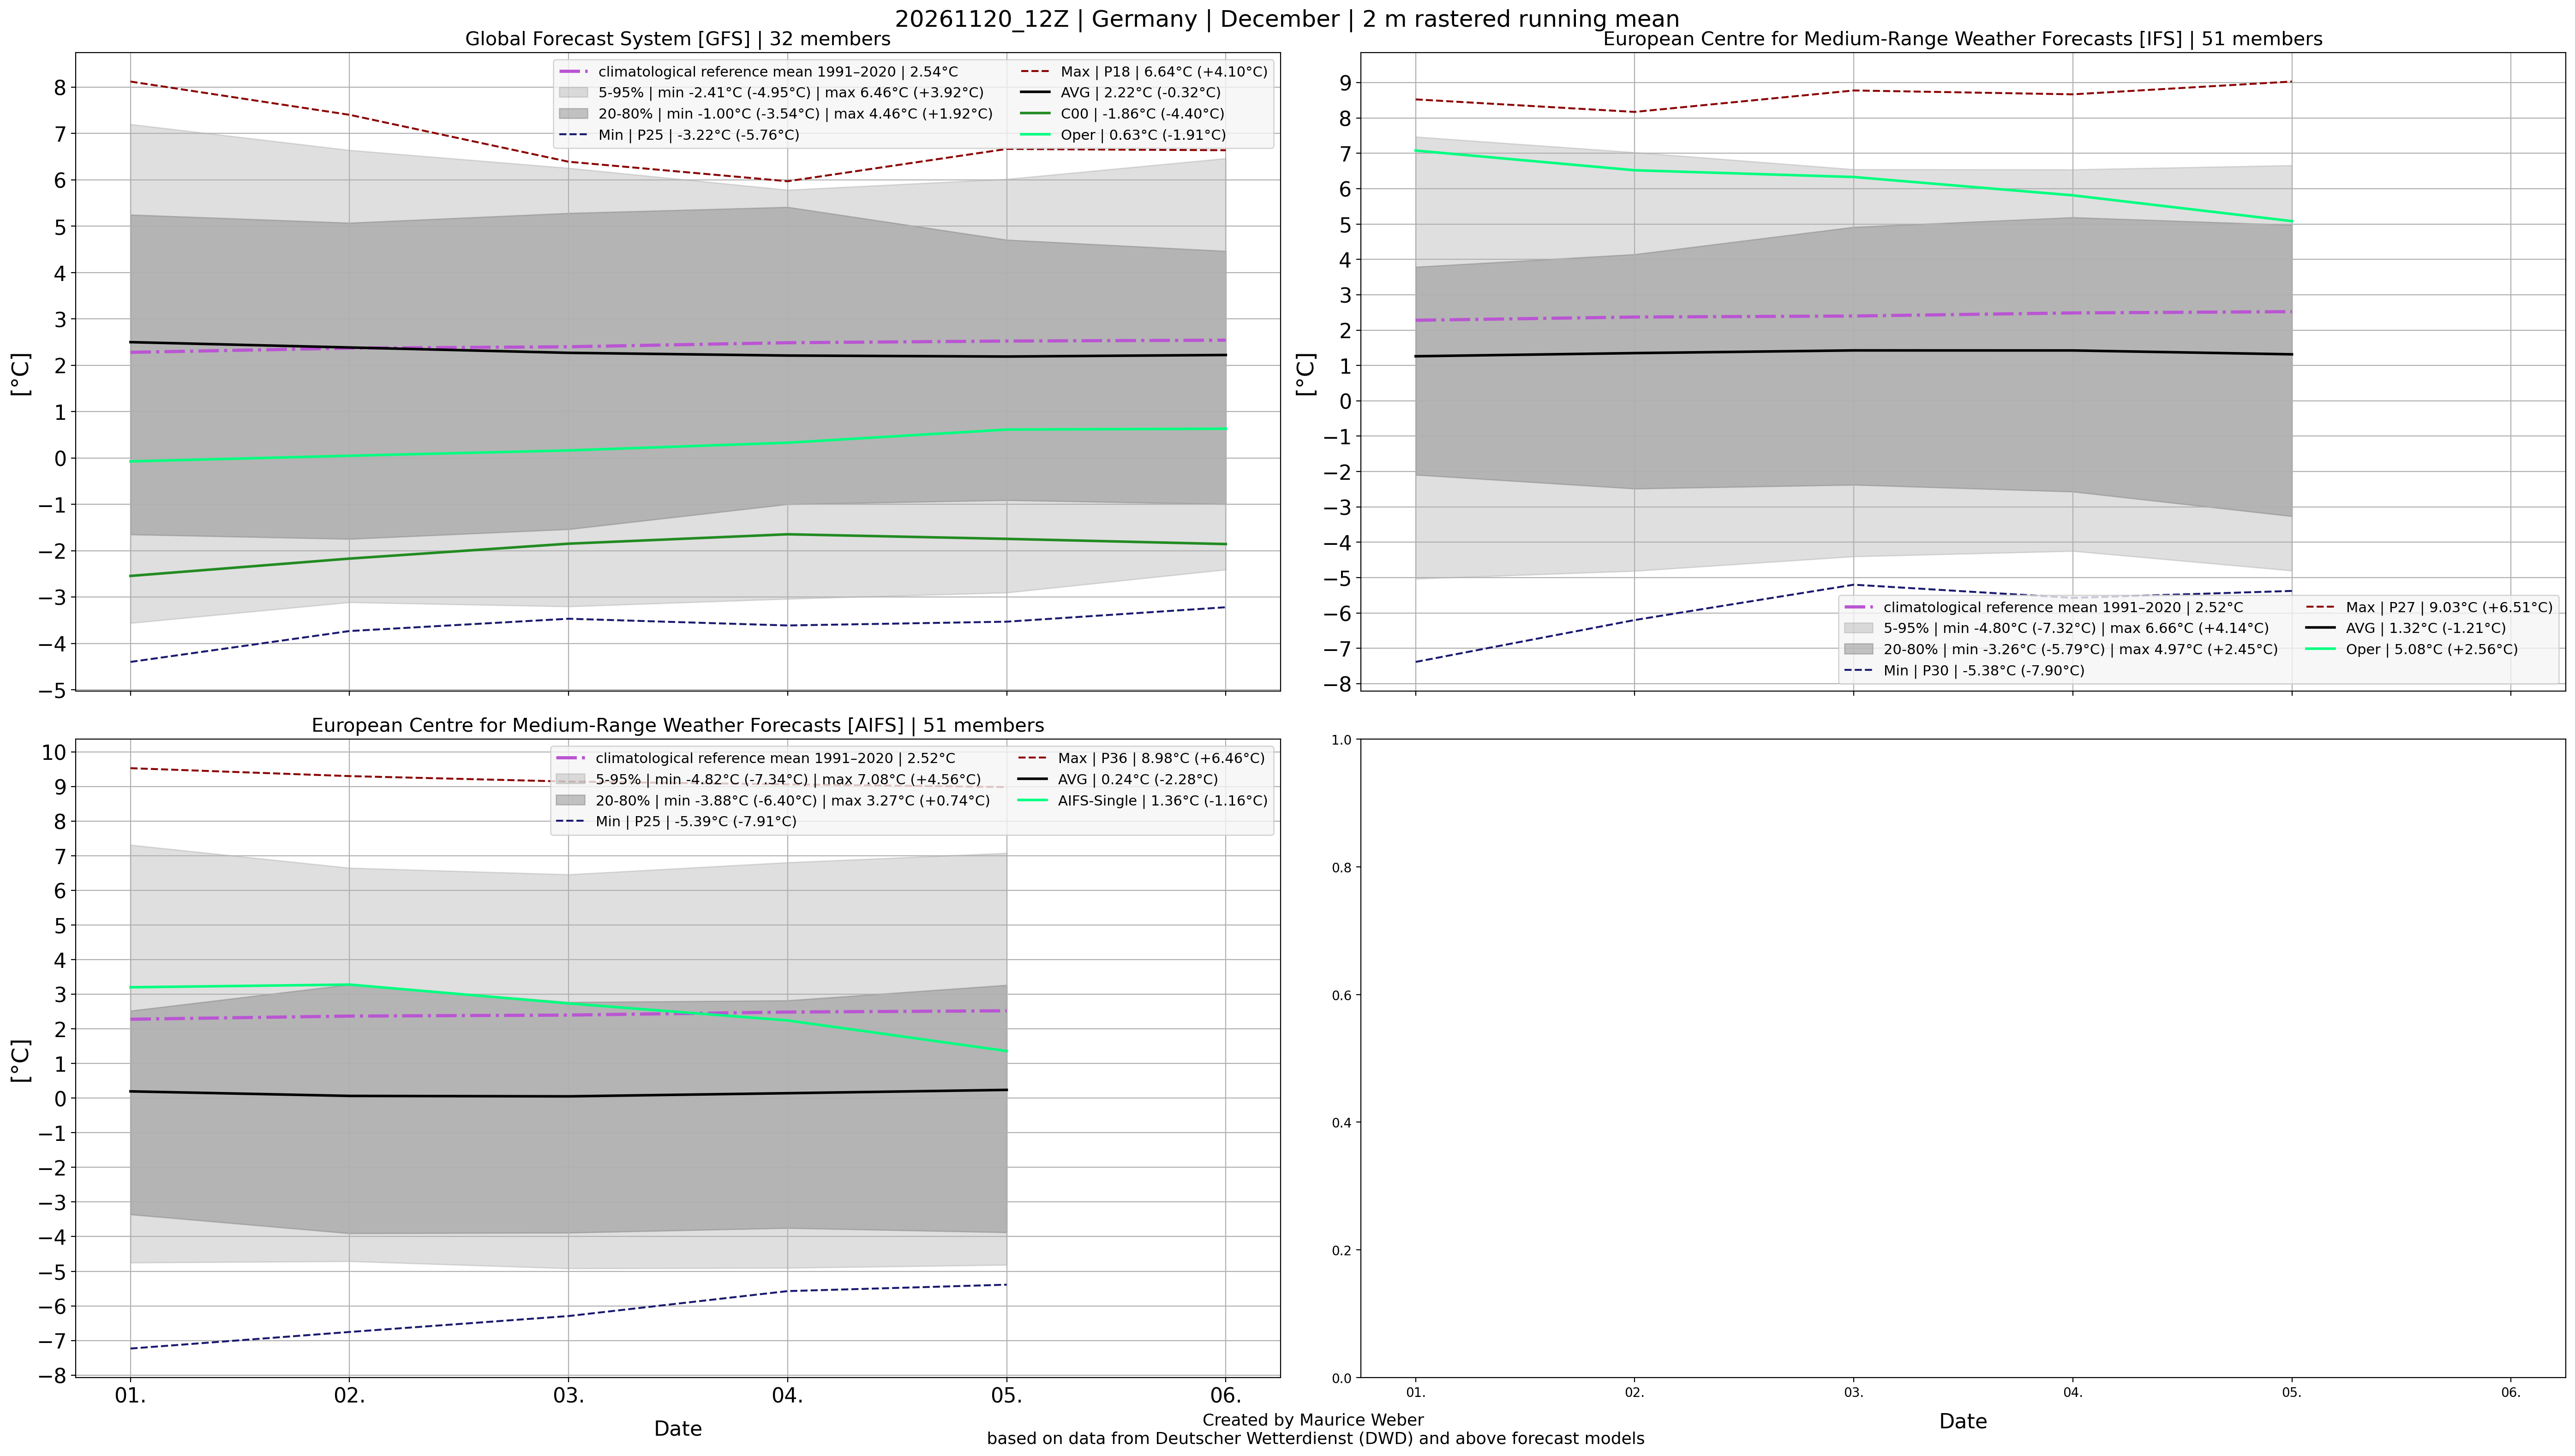 20261120_12Z | Germany | December | 2 m rastered running mean
Global Forecast System [GFS] | 32 members
climatological reference mean 1991–2020 | 2.54°C
5-95% | min -2.41°C (-4.95°C) | max 6.46°C (+3.92°C)
20-80% | min -1.00°C (-3.54°C) | max 4.46°C (+1.92°C)
Min | P25 | -3.22°C (-5.76°C)
Max | P18 | 6.64°C (+4.10°C)
AVG | 2.22°C (-0.32°C)
C00 | -1.86°C (-4.40°C)
Oper | 0.63°C (-1.91°C)
8
7
6
5
4
3
2
1
0
−1
−2
−3
−4
−5
[°C]
European Centre for Medium-Range Weather Forecasts [IFS] | 51 members
9
8
7
6
5
4
3
2
1
0
−1
−2
−3
−4
−5
−6
−7
−8
[°C]
climatological reference mean 1991–2020 | 2.52°C
5-95% | min -4.80°C (-7.32°C) | max 6.66°C (+4.14°C)
20-80% | min -3.26°C (-5.79°C) | max 4.97°C (+2.45°C)
Min | P30 | -5.38°C (-7.90°C)
Max | P27 | 9.03°C (+6.51°C)
AVG | 1.32°C (-1.21°C)
Oper | 5.08°C (+2.56°C)
European Centre for Medium-Range Weather Forecasts [AIFS] | 51 members
climatological reference mean 1991–2020 | 2.52°C
5-95% | min -4.82°C (-7.34°C) | max 7.08°C (+4.56°C)
20-80% | min -3.88°C (-6.40°C) | max 3.27°C (+0.74°C)
Min | P25 | -5.39°C (-7.91°C)
Max | P36 | 8.98°C (+6.46°C)
AVG | 0.24°C (-2.28°C)
AIFS-Single | 1.36°C (-1.16°C)
10
9
8
7
6
5
4
3
2
1
0
−1
−2
−3
−4
−5
−6
−7
−8
[°C]
01. 02. 03. 04. 05. 06.
Date
1.0
0.8
0.6
0.4
0.2
0.0
01. 02. 03. 04. 05. 06.
Date
Created by Maurice Weber
based on data from Deutscher Wetterdienst (DWD) and above forecast models